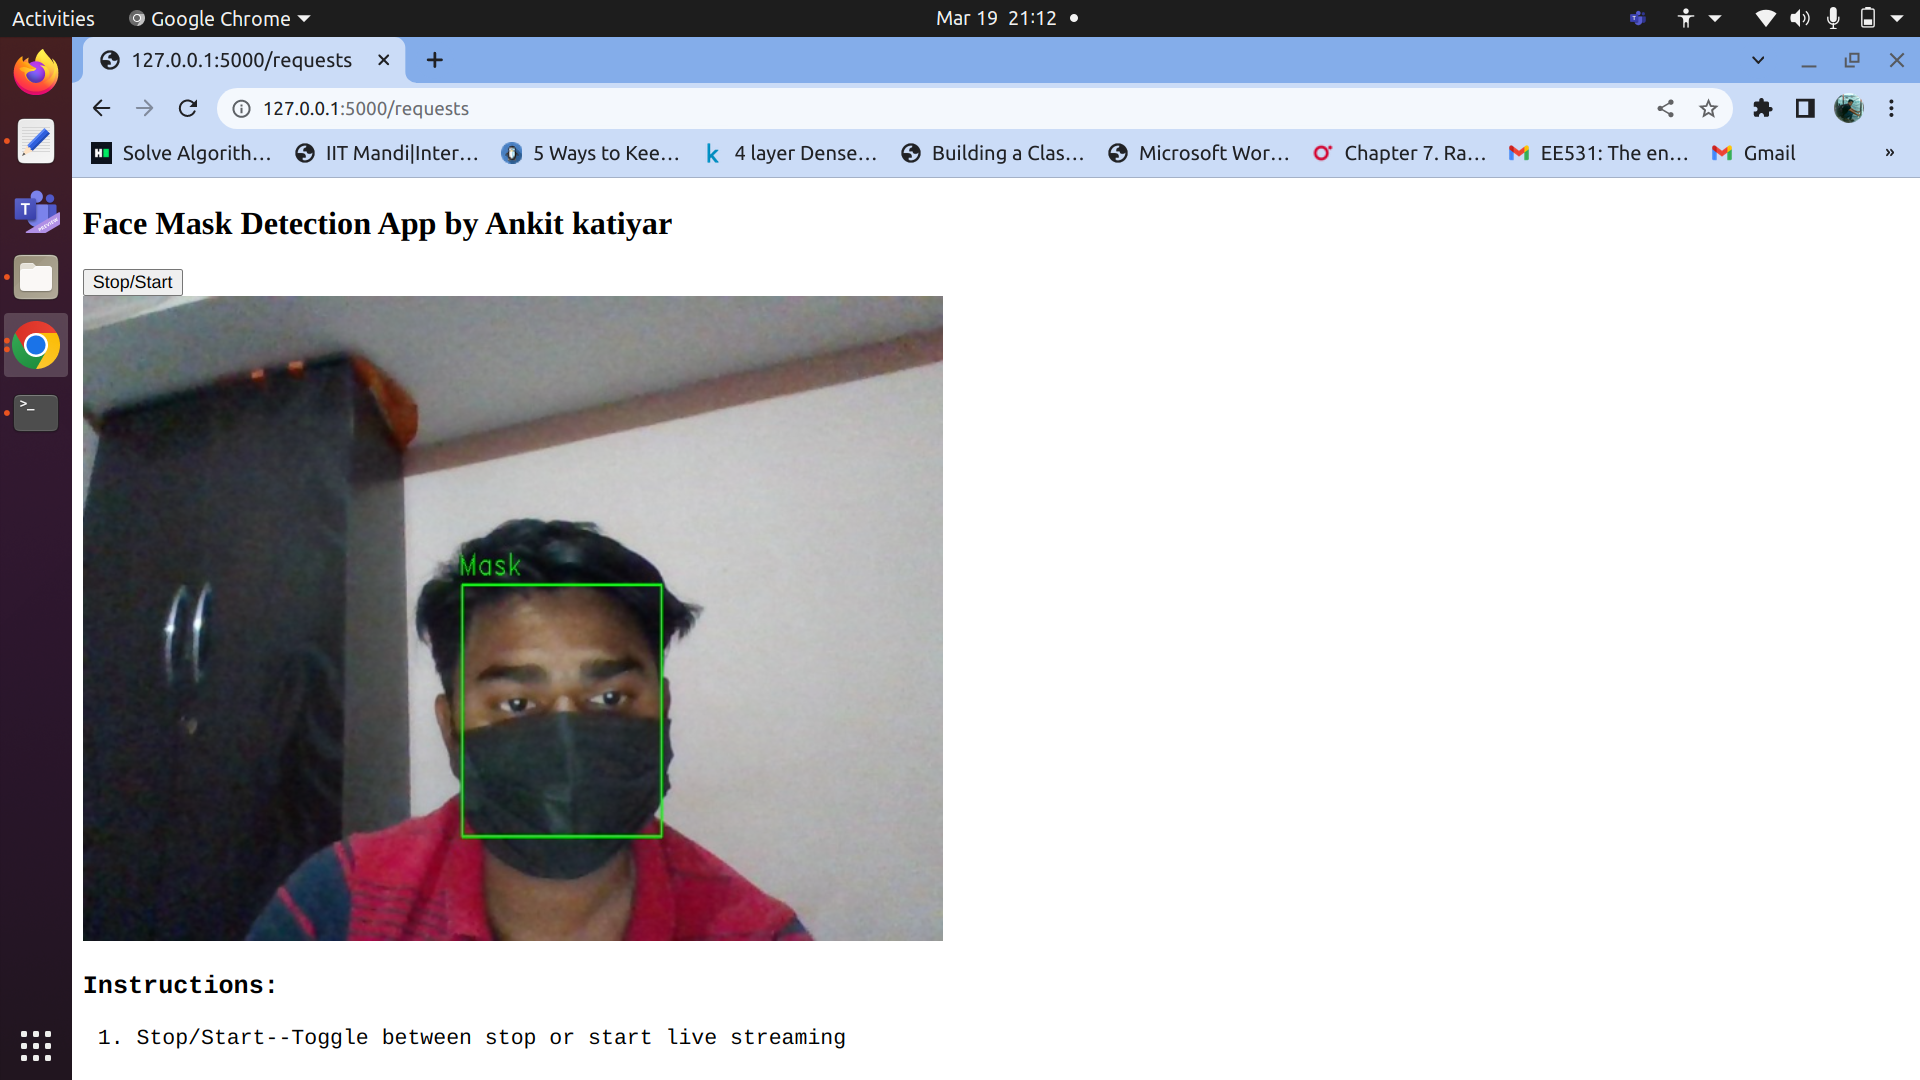 Activities
Google Chrome
Mar 19 21:12
127.0.0.1:5000/requests
127.0.0.1:5000/requests
Solve Algorith...
IIT Mandi|Inter...
5 Ways to Kee...
4 layer Dense...
Building a Clas...
Microsoft Wor...
Chapter 7. Ra...
EE531: The en...
Gmail
»
Face Mask Detection App by Ankit katiyar
Stop/Start
Mask
Instructions:
1. Stop/Start--Toggle between stop or start live streaming